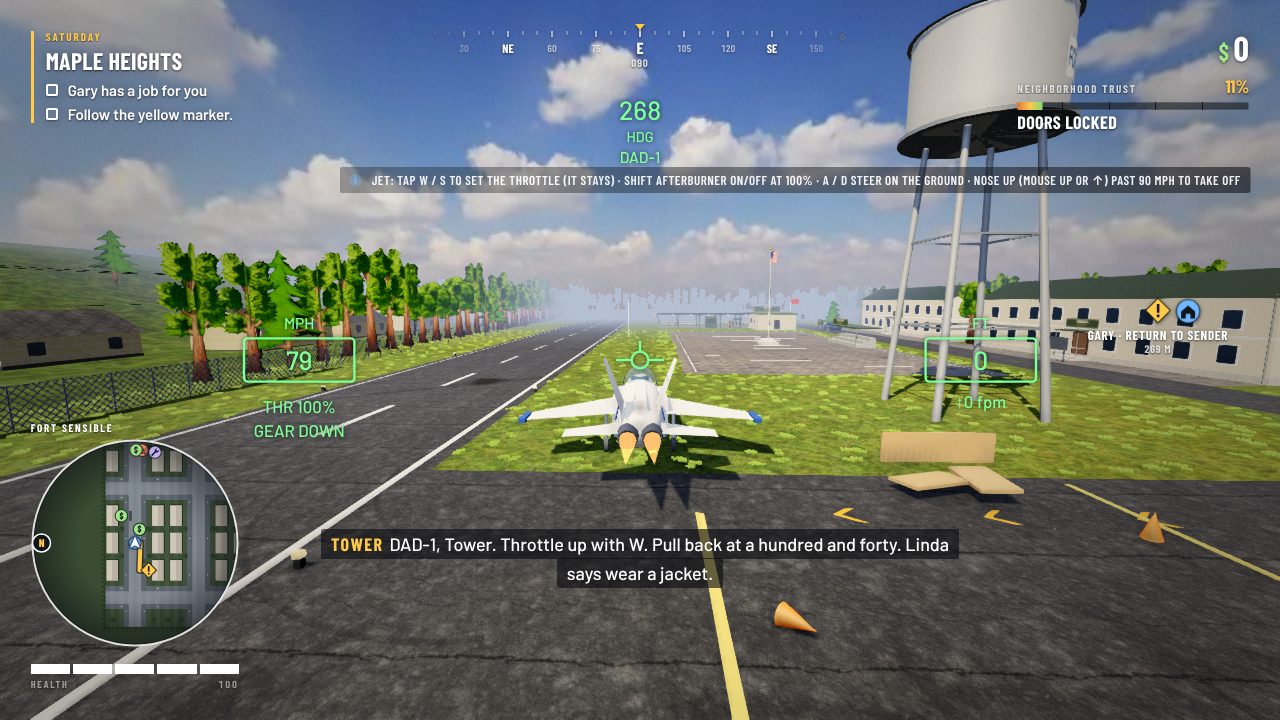 SATURDAY
MAPLE HEIGHTS
Gary has a job for you
Follow the yellow marker.
30 NE 60 75 E 105 120 SE 150
090
268
HDG
DAD-1
$0
NEIGHBORHOOD TRUST 11%
DOORS LOCKED
JET: TAP W / S TO SET THE THROTTLE (IT STAYS) · SHIFT AFTERBURNER ON/OFF AT 100% · A / D STEER ON THE GROUND · NOSE UP (MOUSE UP OR ↑) PAST 90 MPH TO TAKE OFF
MPH
79
THR 100%
GEAR DOWN
FT
0
↑0 fpm
GARY - RETURN TO SENDER
269 M
FORT SENSIBLE
N
TOWER DAD-1, Tower. Throttle up with W. Pull back at a hundred and forty. Linda
says wear a jacket.
HEALTH 100